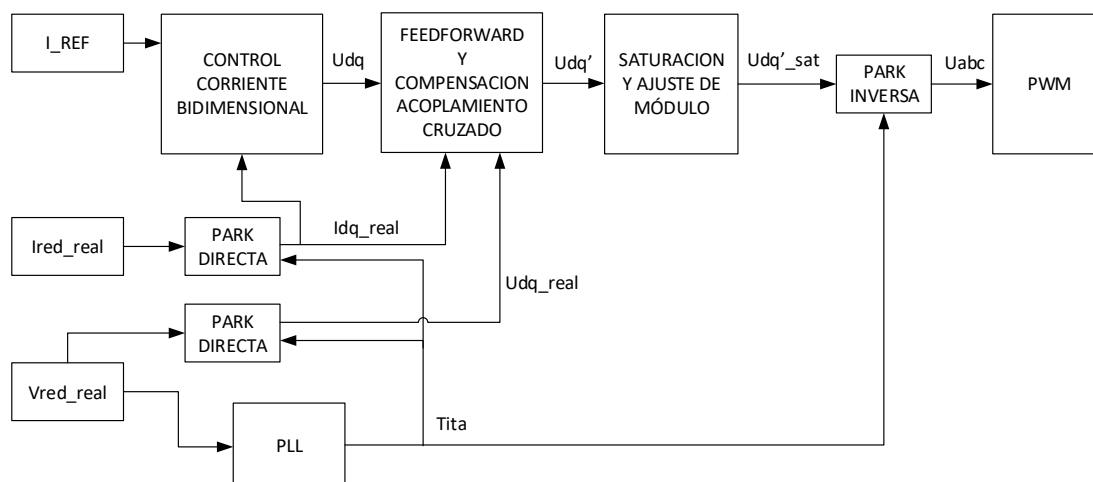 I_REF
CONTROL
CORRIENTE
BIDIMENSIONAL
Udq
FEEDFORWARD
Y
COMPENSACION
ACOPLAMIENTO
CRUZADO
Udq’
SATURACION
Y AJUSTE DE
MÓDULO
Udq’_sat
PARK
INVERSA
Uabc
PWM
Ired_real
PARK
DIRECTA
Idq_real
Udq_real
PARK
DIRECTA
Vred_real
PLL
Tita